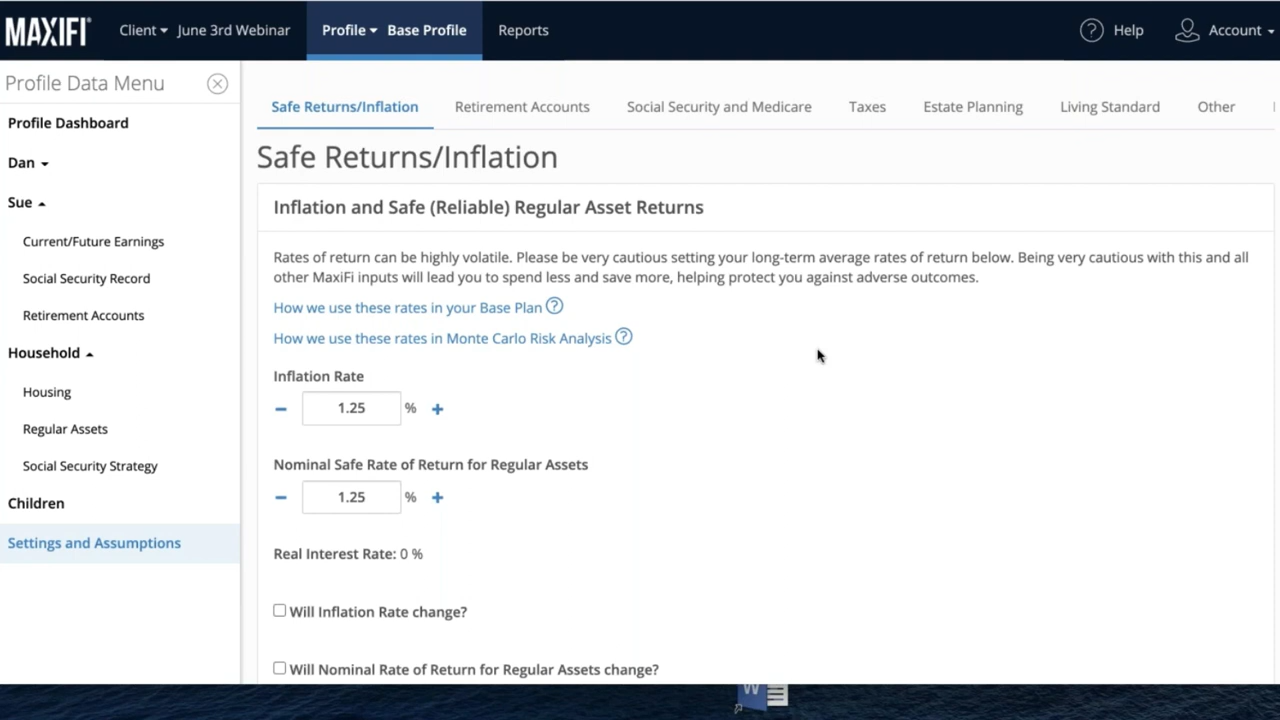 MAXIFI®
Client June 3rd Webinar
Profile Base Profile
Reports
Help
Account
Profile Data Menu
Profile Dashboard
Dan
Sue
Current/Future Earnings
Social Security Record
Retirement Accounts
Household
Housing
Regular Assets
Social Security Strategy
Children
Settings and Assumptions
Safe Returns/Inflation
Retirement Accounts
Social Security and Medicare
Taxes
Estate Planning
Living Standard
Other
Safe Returns/Inflation
Inflation and Safe (Reliable) Regular Asset Returns
Rates of return can be highly volatile. Please be very cautious setting your long-term average rates of return below. Being very cautious with this and all
other MaxiFi inputs will lead you to spend less and save more, helping protect you against adverse outcomes.
How we use these rates in your Base Plan ?
How we use these rates in Monte Carlo Risk Analysis ?
Inflation Rate
− 1.25 % +
Nominal Safe Rate of Return for Regular Assets
− 1.25 % +
Real Interest Rate: 0 %
Will Inflation Rate change?
Will Nominal Rate of Return for Regular Assets change?
W